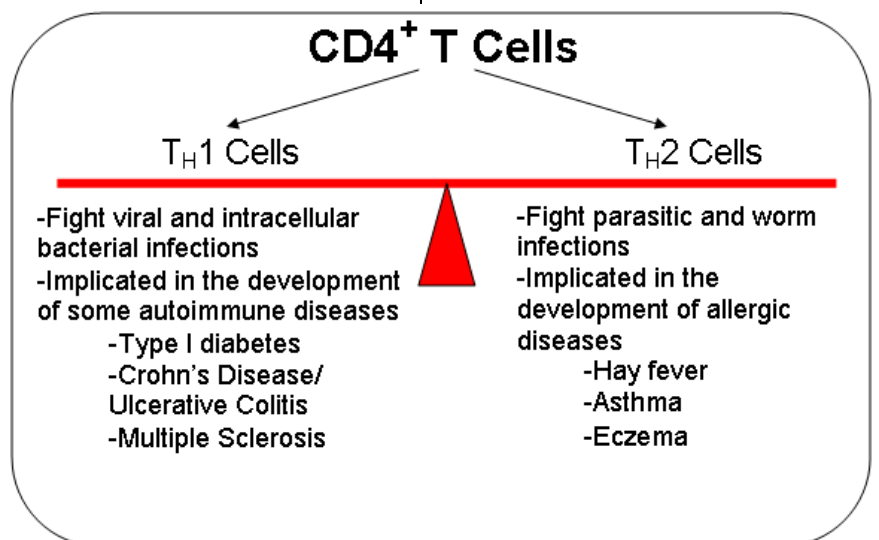 CD4+ T Cells
TH1 Cells
TH2 Cells
-Fight viral and intracellular
bacterial infections
-Implicated in the development
of some autoimmune diseases
-Type I diabetes
-Crohn's Disease/
Ulcerative Colitis
-Multiple Sclerosis
-Fight parasitic and worm
infections
-Implicated in the
development of allergic
diseases
-Hay fever
-Asthma
-Eczema